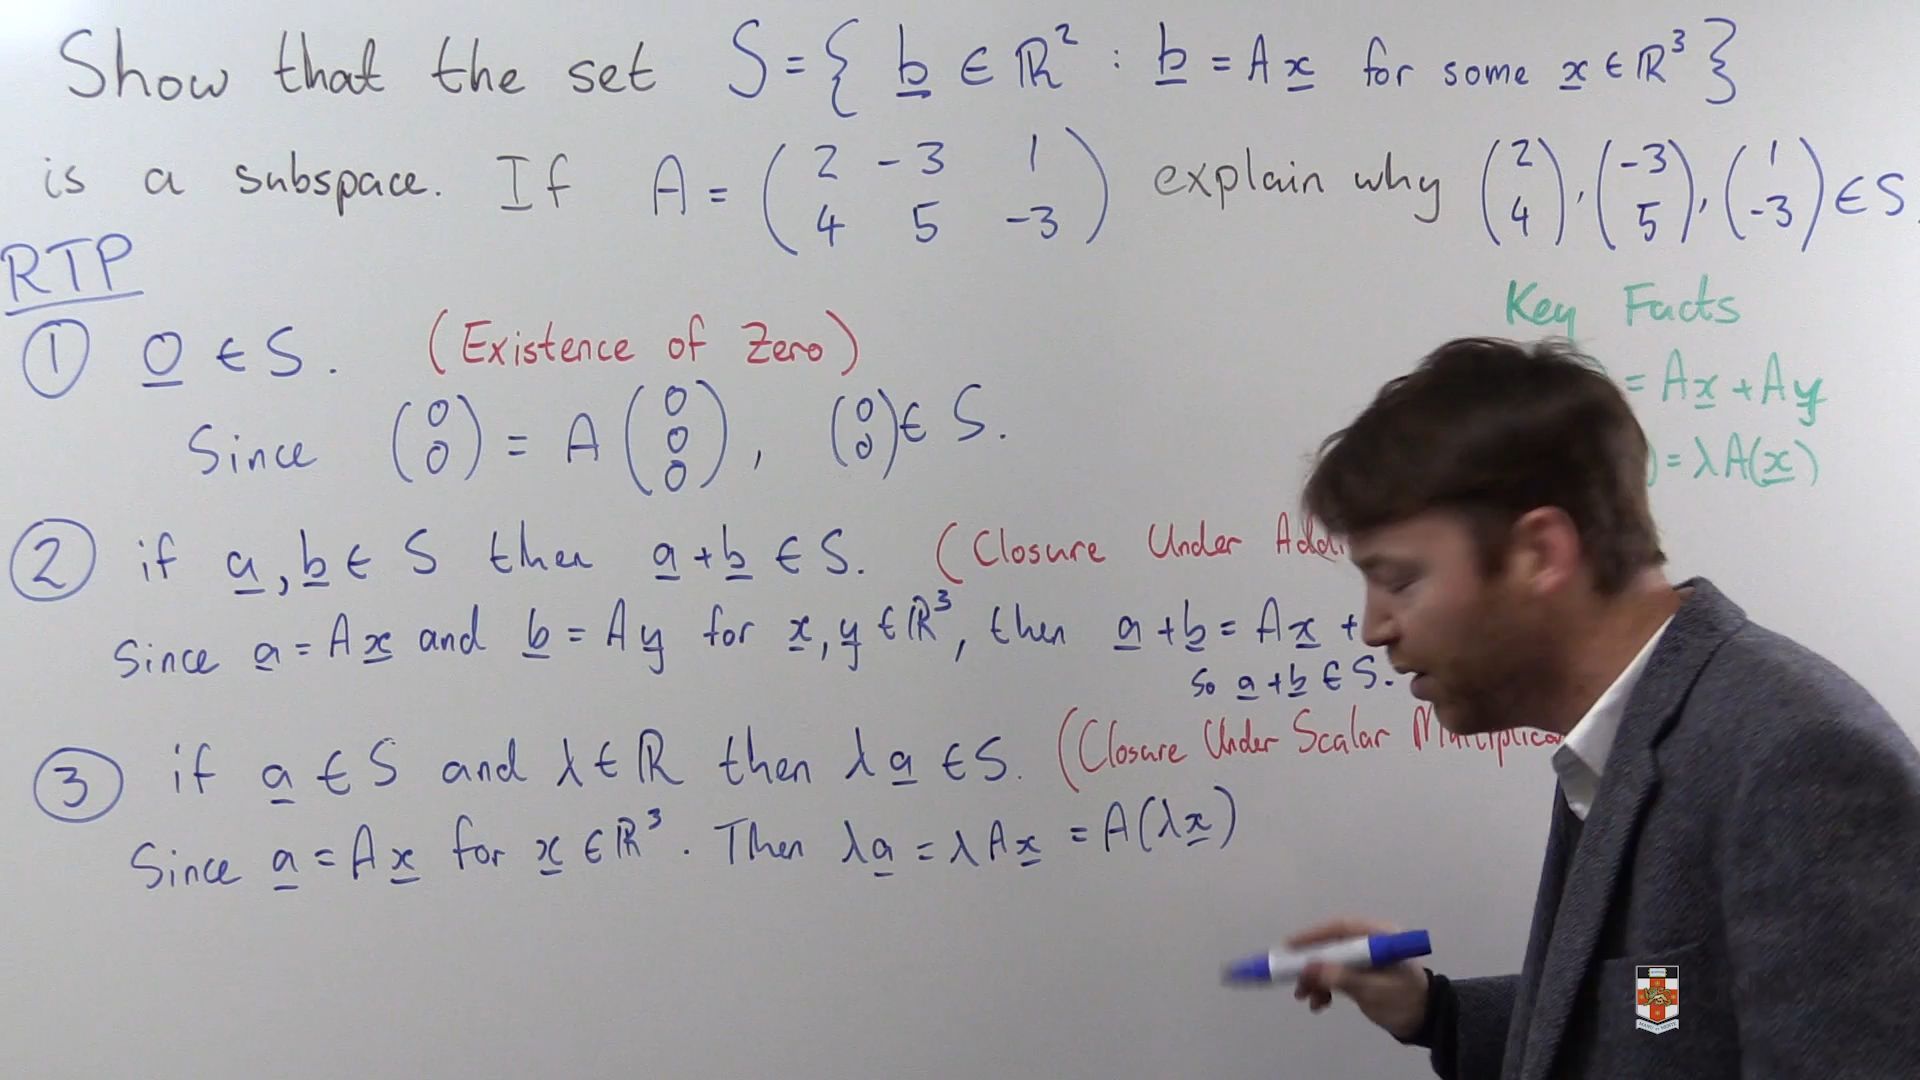 Show that the set S = { b ∈ ℝ² : b = A x for some x ∈ ℝ³ }
is a subspace. If A = ( 2 -3 1 ; 4 5 -3 ) explain why ( 2 ; 4 ), ( -3 ; 5 ), ( 1 ; -3 ) ∈ S.
RTP
Key Facts
① 0 ∈ S. (Existence of Zero)
= Ax + Ay
Since ( 0 ; 0 ) = A ( 0 ; 0 ; 0 ), ( 0 ; 0 ) ∈ S.
) = λA(x)
② if a, b ∈ S then a + b ∈ S. (Closure Under
Since a = Ax and b = Ay for x, y ∈ ℝ³, then a + b = Ax +
So a + b ∈ S.
③ if a ∈ S and λ ∈ ℝ then λa ∈ S. (Closure Under Scalar
Since a = Ax for x ∈ ℝ³. Then λa = λAx = A(λx)